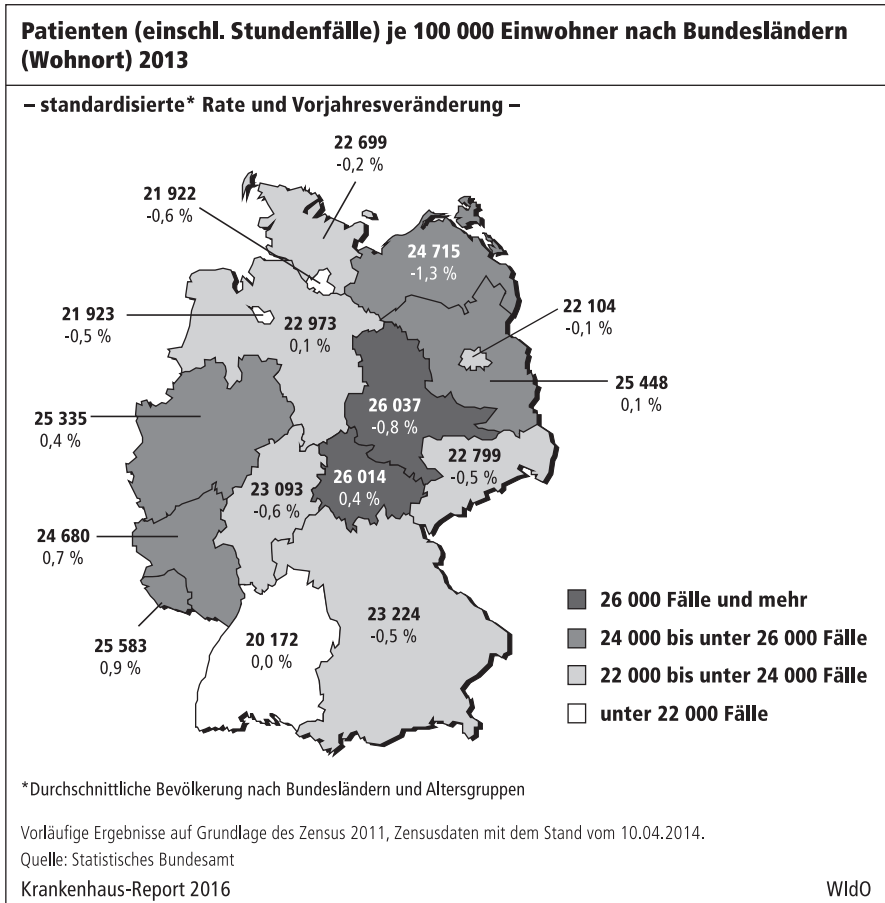 Patienten (einschl. Stundenfälle) je 100 000 Einwohner nach Bundesländern
(Wohnort) 2013
– standardisierte* Rate und Vorjahresveränderung –
22 699
-0,2 %
21 922
-0,6 %
24 715
-1,3 %
21 923
-0,5 %
22 973
0,1 %
22 104
-0,1 %
25 448
0,1 %
25 335
0,4 %
26 037
-0,8 %
22 799
-0,5 %
26 014
0,4 %
23 093
-0,6 %
24 680
0,7 %
25 583
0,9 %
20 172
0,0 %
23 224
-0,5 %
26 000 Fälle und mehr
24 000 bis unter 26 000 Fälle
22 000 bis unter 24 000 Fälle
unter 22 000 Fälle
*Durchschnittliche Bevölkerung nach Bundesländern und Altersgruppen
Vorläufige Ergebnisse auf Grundlage des Zensus 2011, Zensusdaten mit dem Stand vom 10.04.2014.
Quelle: Statistisches Bundesamt
Krankenhaus-Report 2016
WIdO